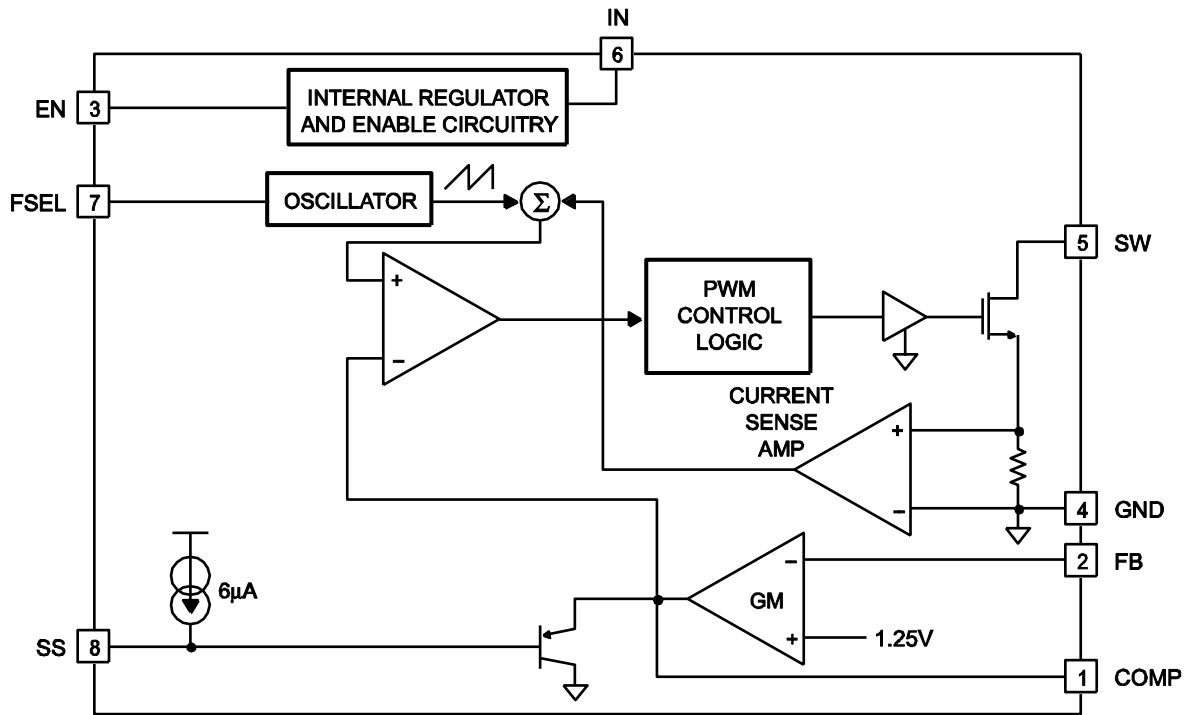 IN
6
EN
3
INTERNAL REGULATOR
AND ENABLE CIRCUITRY
FSEL
7
OSCILLATOR
Σ
5
SW
+
−
PWM
CONTROL
LOGIC
CURRENT
SENSE
AMP
+
−
4
GND
2
FB
6μA
−
GM
+
1.25V
SS
8
1
COMP